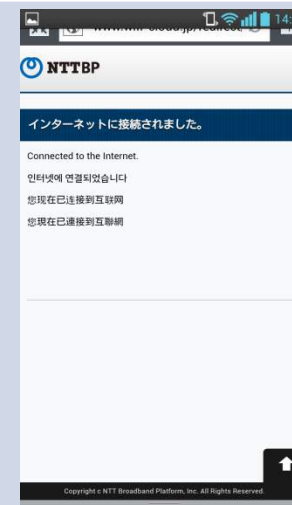 14:
NTTBP
インターネットに接続されました。
Connected to the Internet.
인터넷에 연결되었습니다
您现在已连接到互联网
您現在已連接到互聯網
Copyright c NTT Broadband Platform, Inc. All Rights Reserved.